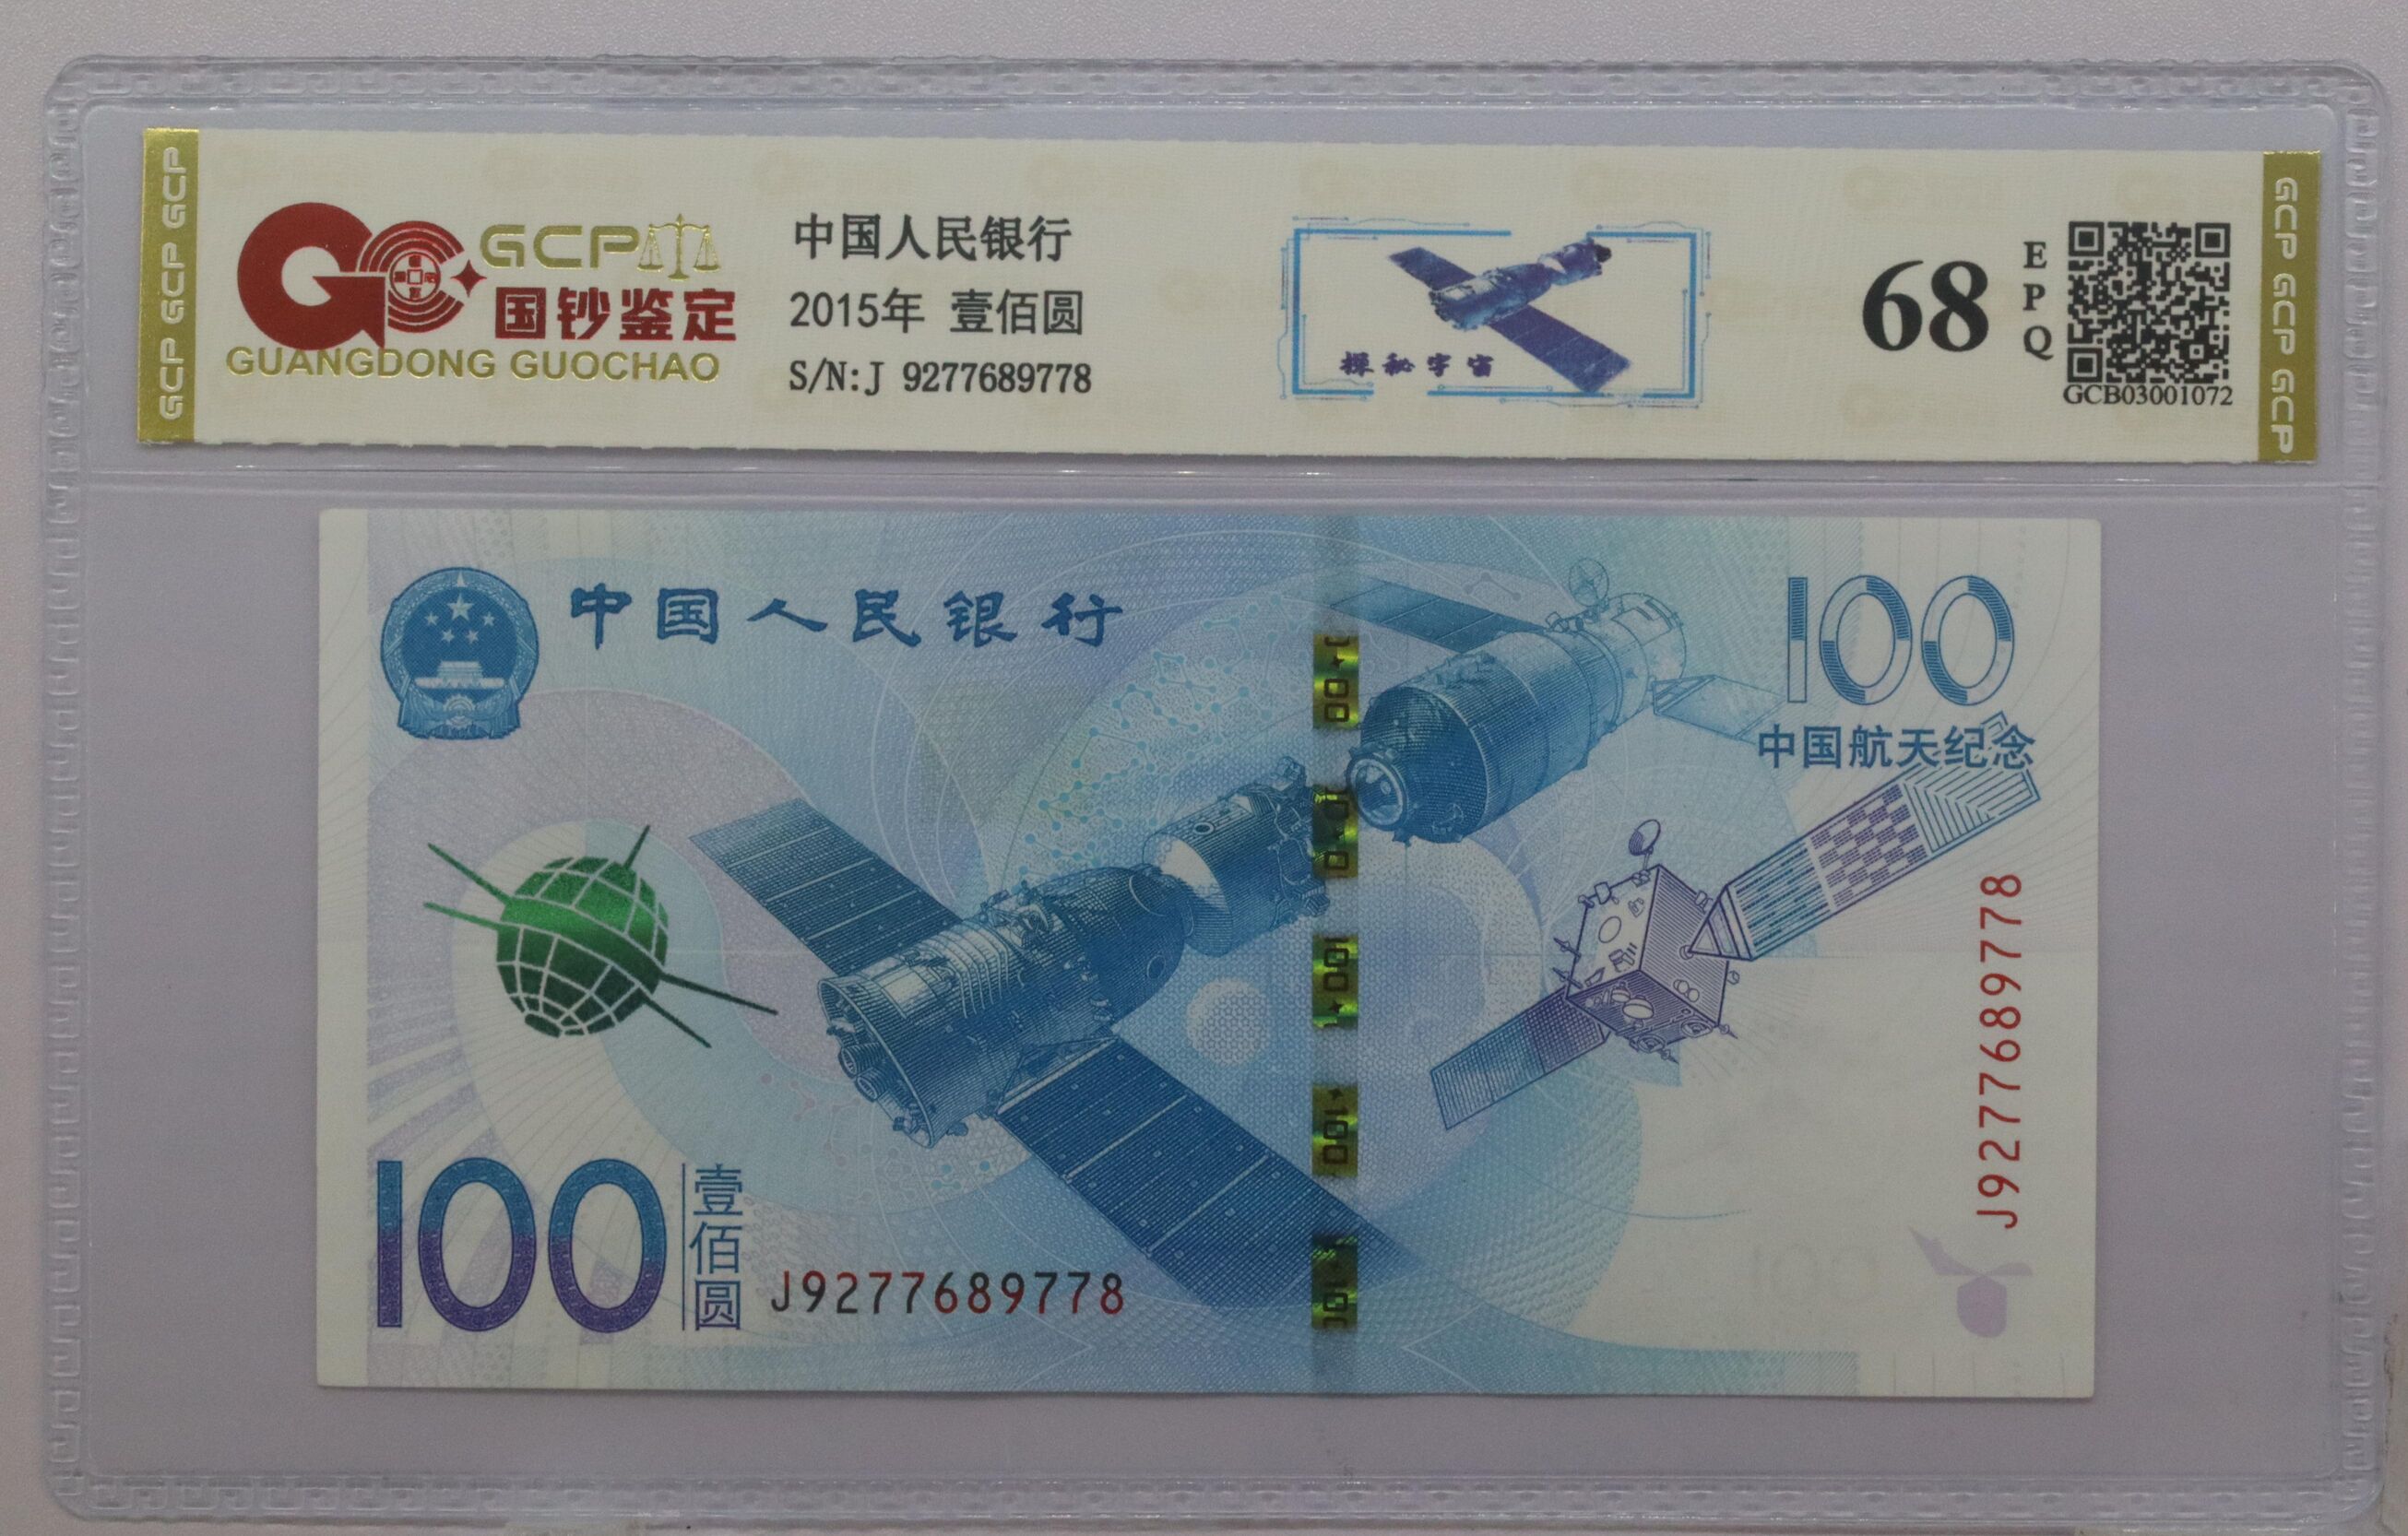 GCP GCP GCP
GCP
国钞鉴定
GUANGDONG GUOCHAO
中国人民银行
2015年 壹佰圆
S/N:J 9277689778
探秘宇宙
68
EPQ
GCB03001072
GCP GCP GCP
中国人民银行
100
中国航天纪念
J9277689778
100
壹佰圆
J9277689778